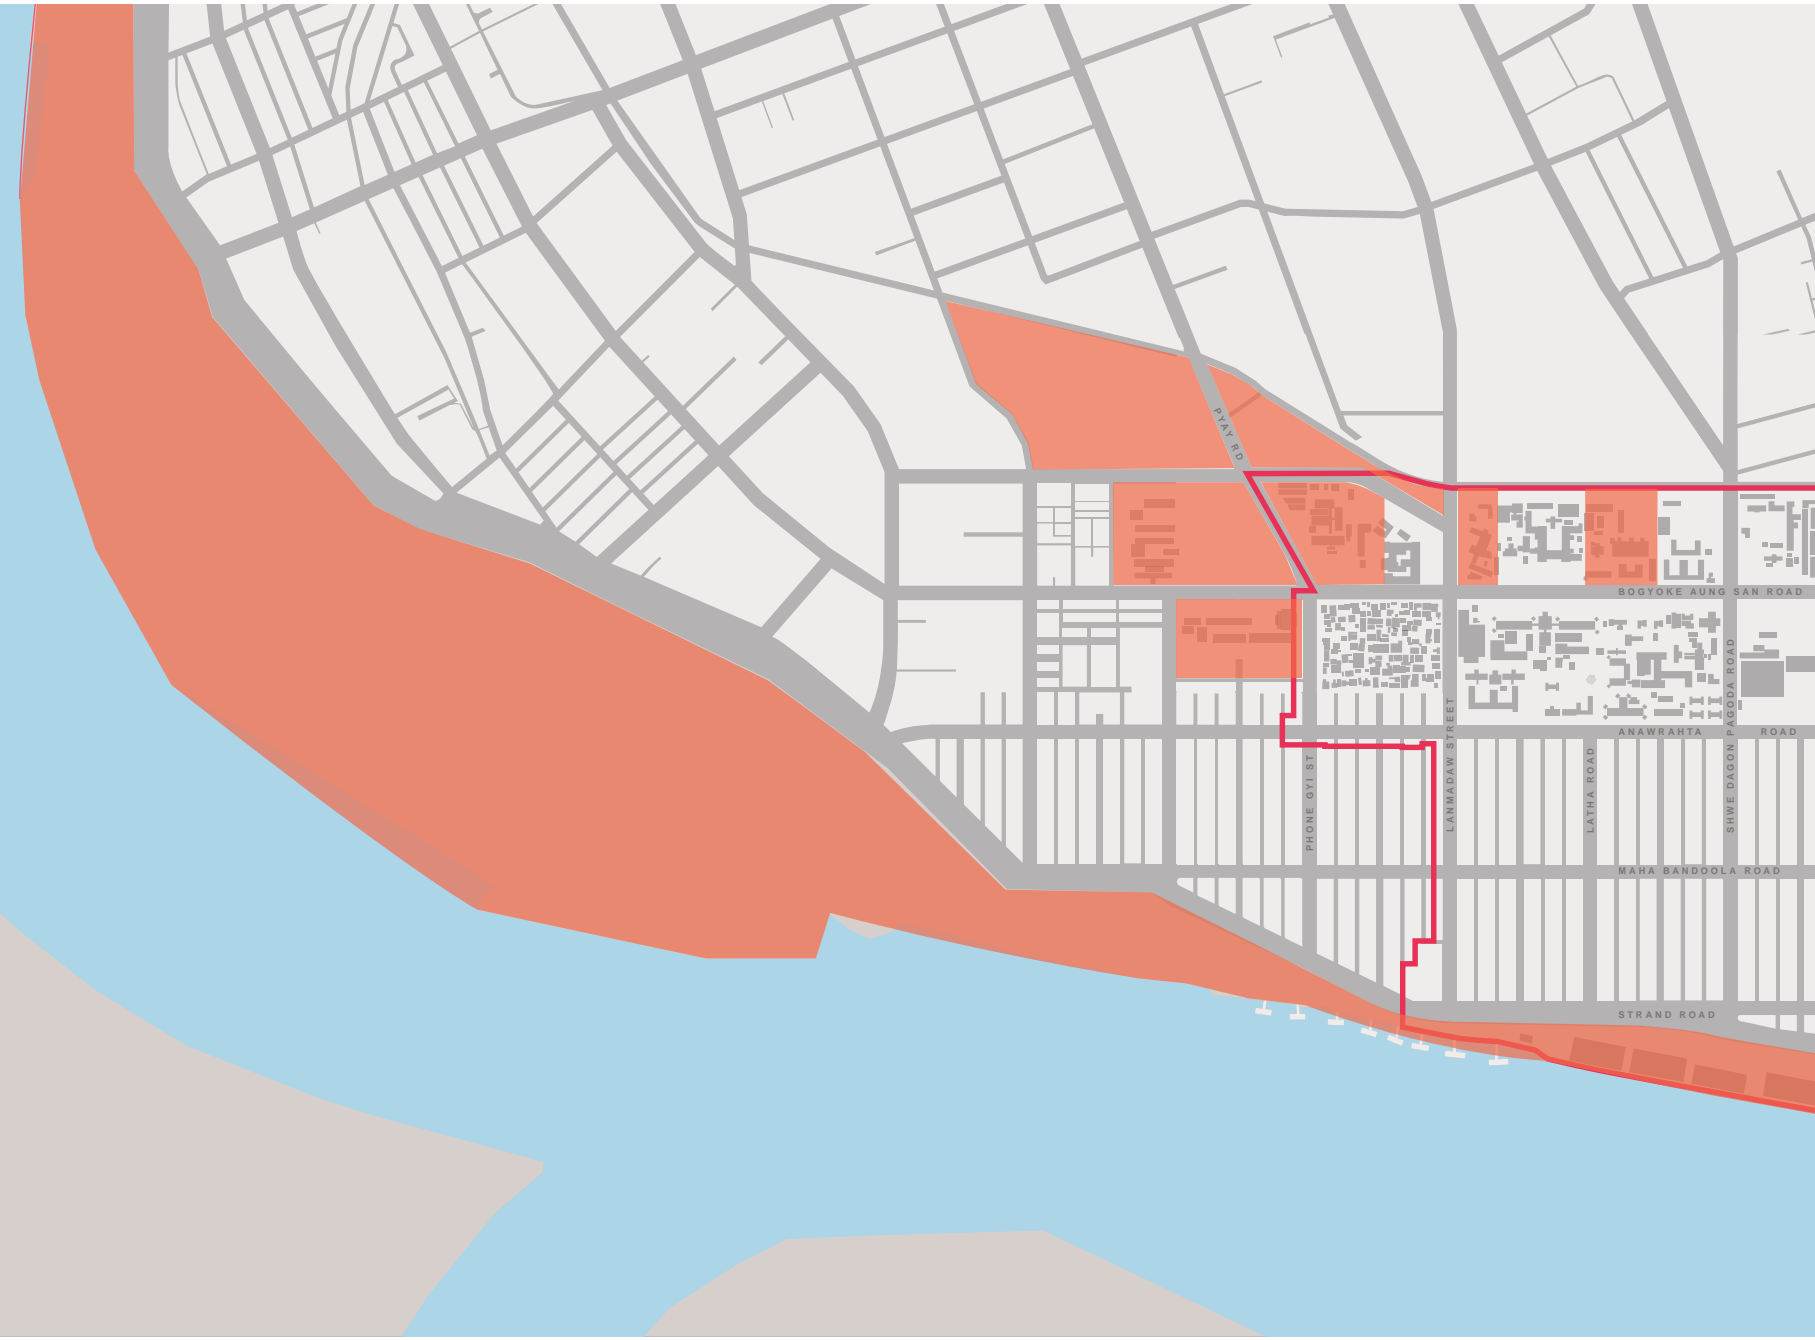 PYAY RD
BOGYOKE AUNG SAN ROAD
SHWE DAGON PAGODA ROAD
LANMADAW STREET
ANAWRAHTA ROAD
LATHA ROAD
PHONE GYI ST
MAHA BANDOOLA ROAD
STRAND ROAD